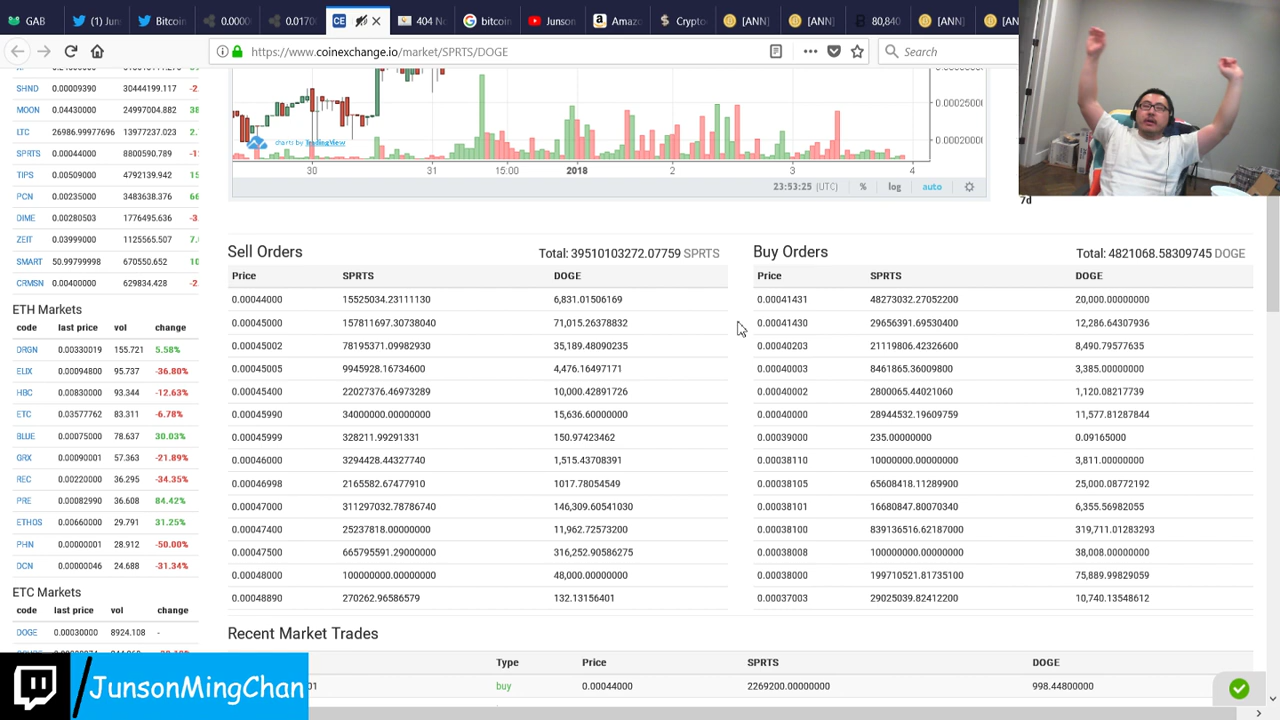 GAB
(1) Juns
Bitcoin
0.0000
0.0170
CE
404 N
bitcoin
Junson
Amazo
Crypto
[ANN]
[ANN]
80,840
[ANN]
[AN
https://www.coinexchange.io/market/SPRTS/DOGE
Search
SHND 0.00009390 30444199.117 -2.
MOON 0.04430000 24997004.882 38
LTC 26986.99977696 13977237.023 2.
SPRTS 0.00044000 8800590.789 -1
TIPS 0.00509000 4792139.942 15
PCN 0.00235000 3483638.376 66
DIME 0.00280503 1776495.636 -3.
ZEIT 0.03999000 1125565.507 7.
SMART 50.99799998 670550.652 10
CRMSN 0.00400000 629834.428 -2.
ETH Markets
code last price vol change
DRGN 0.00330019 155.721 5.58%
ELIX 0.00094800 95.737 -36.80%
HBC 0.00830000 93.344 -12.63%
ETC 0.03577762 83.311 -6.78%
BLUE 0.00075000 78.637 30.03%
GRX 0.00090001 57.363 -21.89%
REC 0.00220000 36.295 -34.35%
PRE 0.00082990 36.608 84.42%
ETHOS 0.00660000 29.791 31.25%
PHN 0.00000001 28.912 -50.00%
DCN 0.00000046 24.688 -31.34%
ETC Markets
code last price vol change
DOGE 0.00030000 8924.108 -
0.00025000
0.00020000
charts by TradingView
30 31 15:00 2018 2 3 4
23:53:25 (UTC) % log auto
7d
Sell Orders Total: 39510103272.07759 SPRTS
Price SPRTS DOGE
0.00044000 15525034.23111130 6,831.01506169
0.00045000 157811697.30738040 71,015.26378832
0.00045002 78195371.09982930 35,189.48090235
0.00045005 9945928.16734600 4,476.16497171
0.00045400 22027376.46973289 10,000.42891726
0.00045990 34000000.00000000 15,636.60000000
0.00045999 328211.99291331 150.97423462
0.00046000 3294428.44327740 1,515.43708391
0.00046998 2165582.67477910 1017.78054549
0.00047000 311297032.78786740 146,309.60541030
0.00047400 25237818.00000000 11,962.72573200
0.00047500 665795591.29000000 316,252.90586275
0.00048000 100000000.00000000 48,000.00000000
0.00048890 270262.96586579 132.13156401
Buy Orders Total: 4821068.58309745 DOGE
Price SPRTS DOGE
0.00041431 48273032.27052200 20,000.00000000
0.00041430 29656391.69530400 12,286.64307936
0.00040203 21119806.42326600 8,490.79577635
0.00040003 8461865.36009800 3,385.00000000
0.00040002 2800065.44021060 1,120.08217739
0.00040000 28944532.19609759 11,577.81287844
0.00039000 235.00000000 0.09165000
0.00038110 10000000.00000000 3,811.00000000
0.00038105 65608418.11289900 25,000.08772192
0.00038101 16680847.80070340 6,355.56982055
0.00038100 839136516.62187000 319,711.01283293
0.00038008 100000000.00000000 38,008.00000000
0.00038000 199710521.81735100 75,889.99829059
0.00037003 29025039.82412200 10,740.13548612
Recent Market Trades
Type Price SPRTS DOGE
01 buy 0.00044000 2269200.00000000 998.44800000
/JunsonMingChan